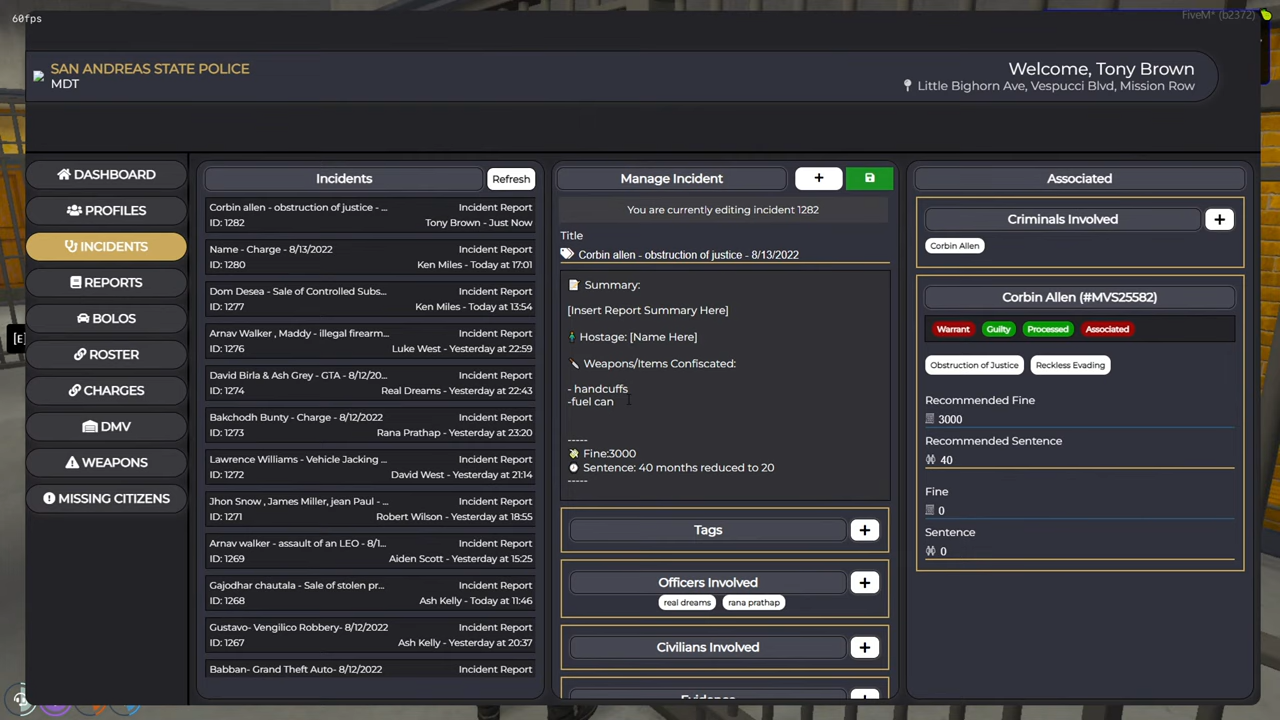 60fps
FiveM* (b2372)
SAN ANDREAS STATE POLICE
MDT
Welcome, Tony Brown
Little Bighorn Ave, Vespucci Blvd, Mission Row
DASHBOARD
PROFILES
INCIDENTS
REPORTS
BOLOS
ROSTER
CHARGES
DMV
WEAPONS
MISSING CITIZENS
[E]
Incidents
Refresh
Corbin allen - obstruction of justice - ... Incident Report
ID: 1282 Tony Brown - Just Now
Name - Charge - 8/13/2022 Incident Report
ID: 1280 Ken Miles - Today at 17:01
Dom Desea - Sale of Controlled Subs... Incident Report
ID: 1277 Ken Miles - Today at 13:54
Arnav Walker , Maddy - illegal firearm... Incident Report
ID: 1276 Luke West - Yesterday at 22:59
David Birla & Ash Grey - GTA - 8/12/20... Incident Report
ID: 1274 Real Dreams - Yesterday at 22:43
Bakchodh Bunty - Charge - 8/12/2022 Incident Report
ID: 1273 Rana Prathap - Yesterday at 23:20
Lawrence Williams - Vehicle Jacking ... Incident Report
ID: 1272 David West - Yesterday at 21:14
Jhon Snow , James Miller, jean Paul - ... Incident Report
ID: 1271 Robert Wilson - Yesterday at 18:55
Arnav walker - assault of an LEO - 8/1... Incident Report
ID: 1269 Aiden Scott - Yesterday at 15:25
Gajodhar chautala - Sale of stolen pr... Incident Report
ID: 1268 Ash Kelly - Today at 11:46
Gustavo- Vengilico Robbery- 8/12/2022 Incident Report
ID: 1267 Ash Kelly - Yesterday at 20:37
Babban- Grand Theft Auto- 8/12/2022 Incident Report
Manage Incident
+
You are currently editing incident 1282
Title
Corbin allen - obstruction of justice - 8/13/2022
Summary:
[Insert Report Summary Here]
Hostage: [Name Here]
Weapons/Items Confiscated:
- handcuffs
-fuel can
-----
Fine:3000
Sentence: 40 months reduced to 20
-----
Tags +
Officers Involved +
real dreams rana prathap
Civilians Involved +
Evidence +
Associated
Criminals Involved +
Corbin Allen
Corbin Allen (#MVS25582)
Warrant Guilty Processed Associated
Obstruction of Justice Reckless Evading
Recommended Fine
3000
Recommended Sentence
40
Fine
0
Sentence
0